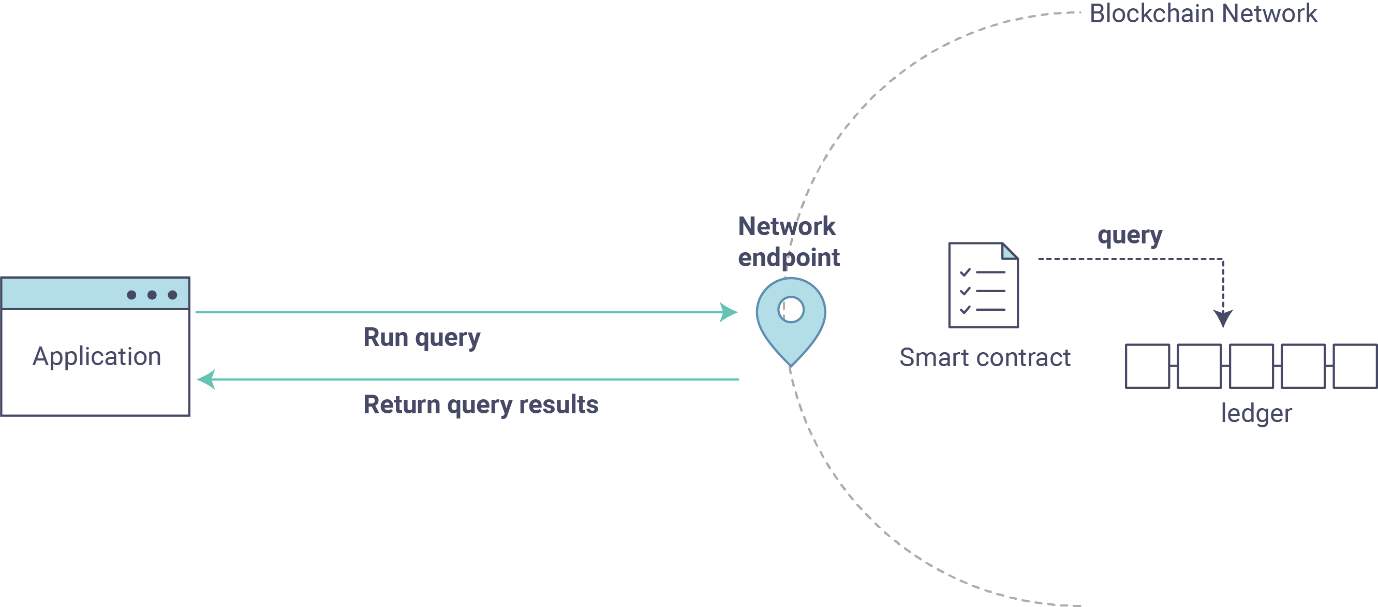 Blockchain Network
Network
endpoint
query
Run query
Application
Smart contract
Return query results
ledger